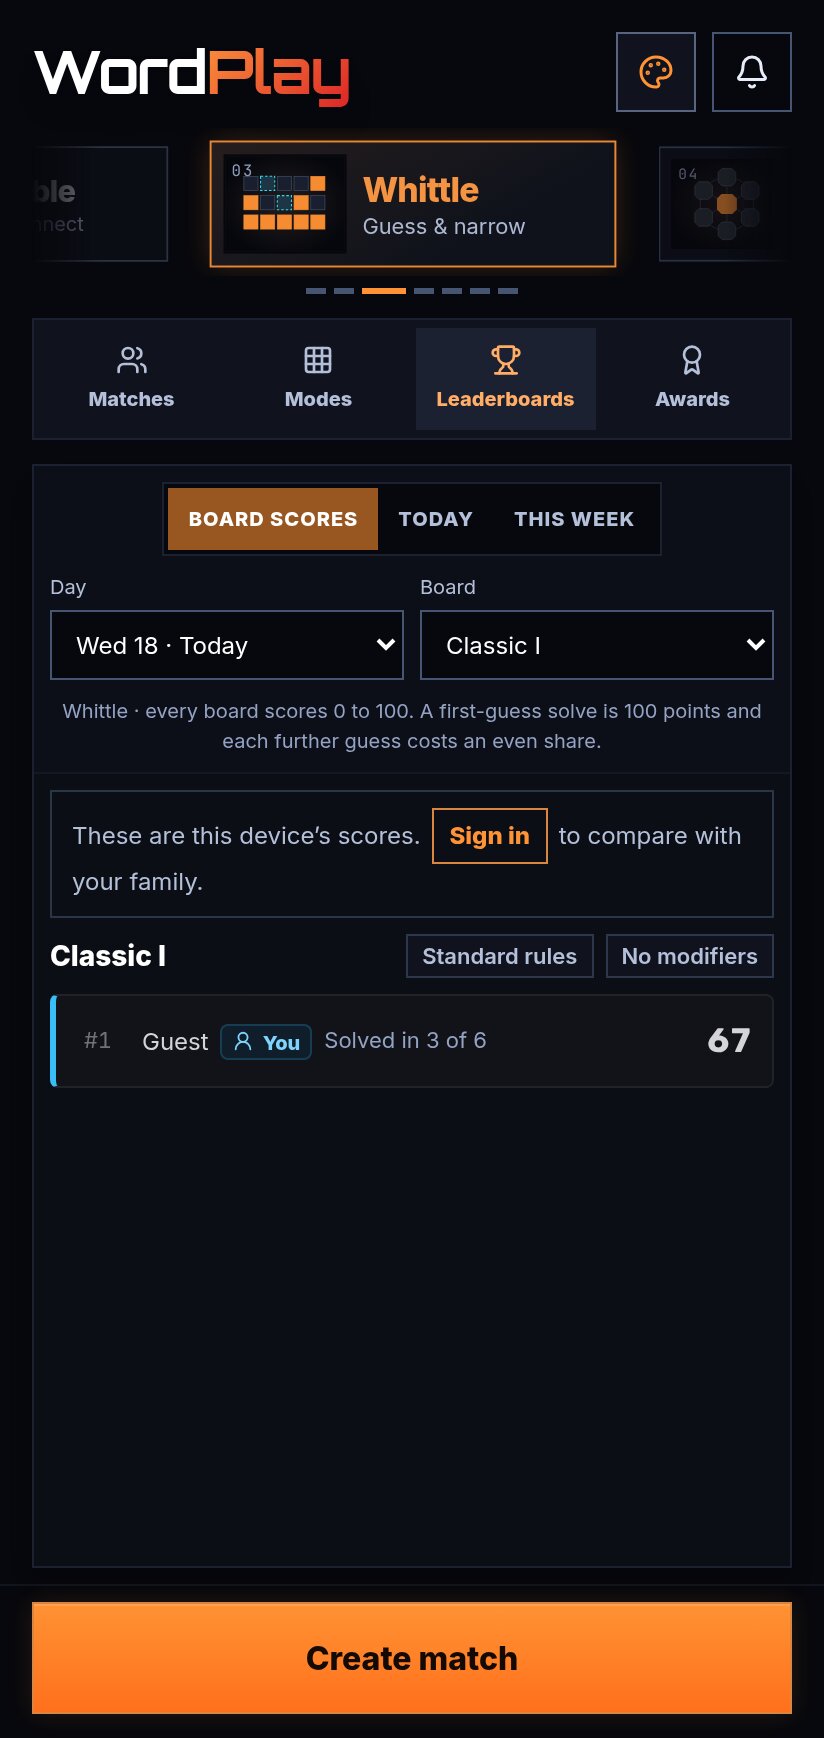 WordPlay
ble
nnect
03
Whittle
Guess & narrow
04
Matches
Modes
Leaderboards
Awards
BOARD SCORES
TODAY
THIS WEEK
Day
Board
Wed 18 · Today
Classic I
Whittle · every board scores 0 to 100. A first-guess solve is 100 points and
each further guess costs an even share.
These are this device’s scores. Sign in to compare with
your family.
Classic I
Standard rules
No modifiers
#1 Guest You Solved in 3 of 6 67
Create match